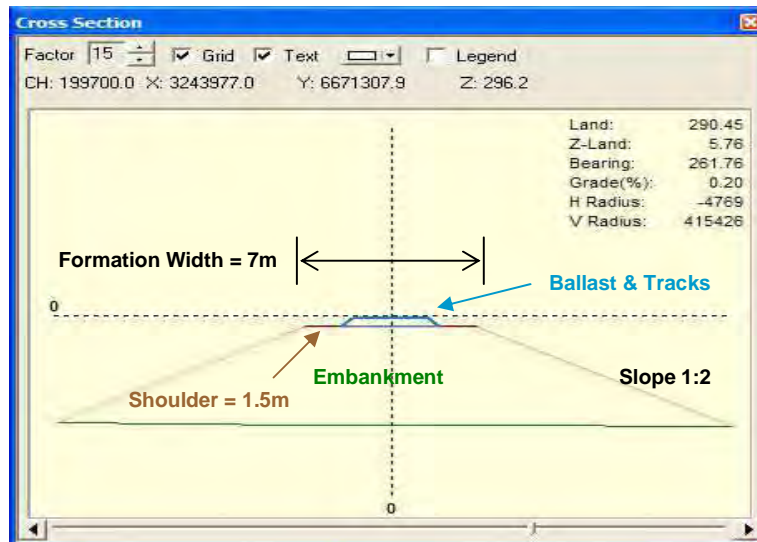 Cross Section
Factor 15 Grid Text Legend
CH: 199700.0 X: 3243977.0 Y: 6671307.9 Z: 296.2
Land: 290.45
Z-Land: 5.76
Bearing: 261.76
Grade(%): 0.20
H Radius: -4769
V Radius: 415426
Formation Width = 7m
Ballast & Tracks
0
Embankment
Slope 1:2
Shoulder = 1.5m
0